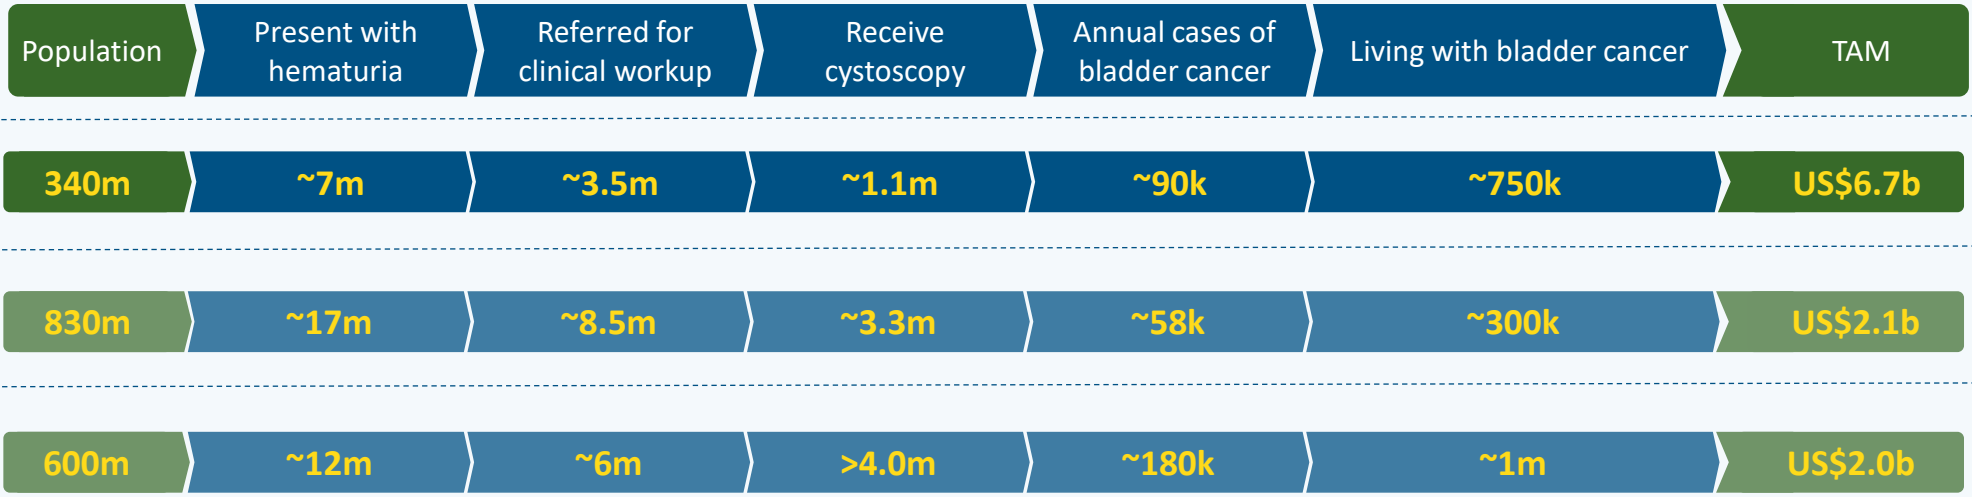 Population
Present with
hematuria
Referred for
clinical workup
Receive
cystoscopy
Annual cases of
bladder cancer
Living with bladder cancer
TAM
340m
~7m
~3.5m
~1.1m
~90k
~750k
US$6.7b
830m
~17m
~8.5m
~3.3m
~58k
~300k
US$2.1b
600m
~12m
~6m
>4.0m
~180k
~1m
US$2.0b